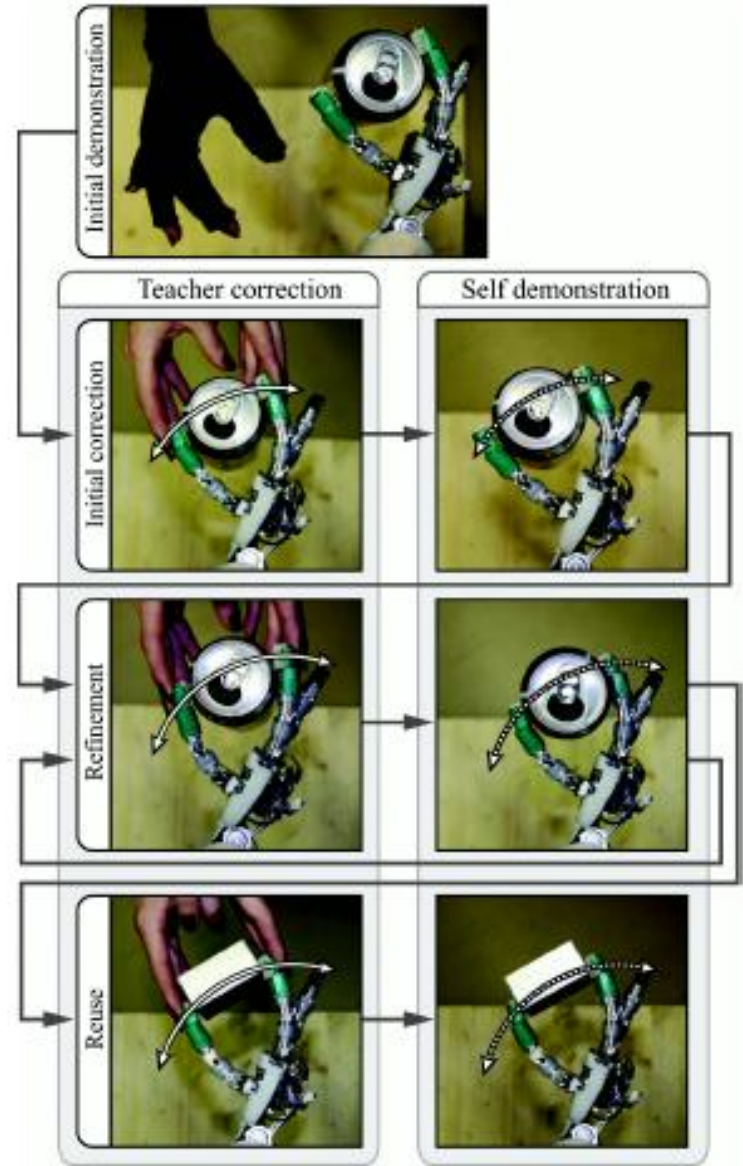 Initial demonstration
Teacher correction
Self demonstration
Initial correction
Refinement
Reuse